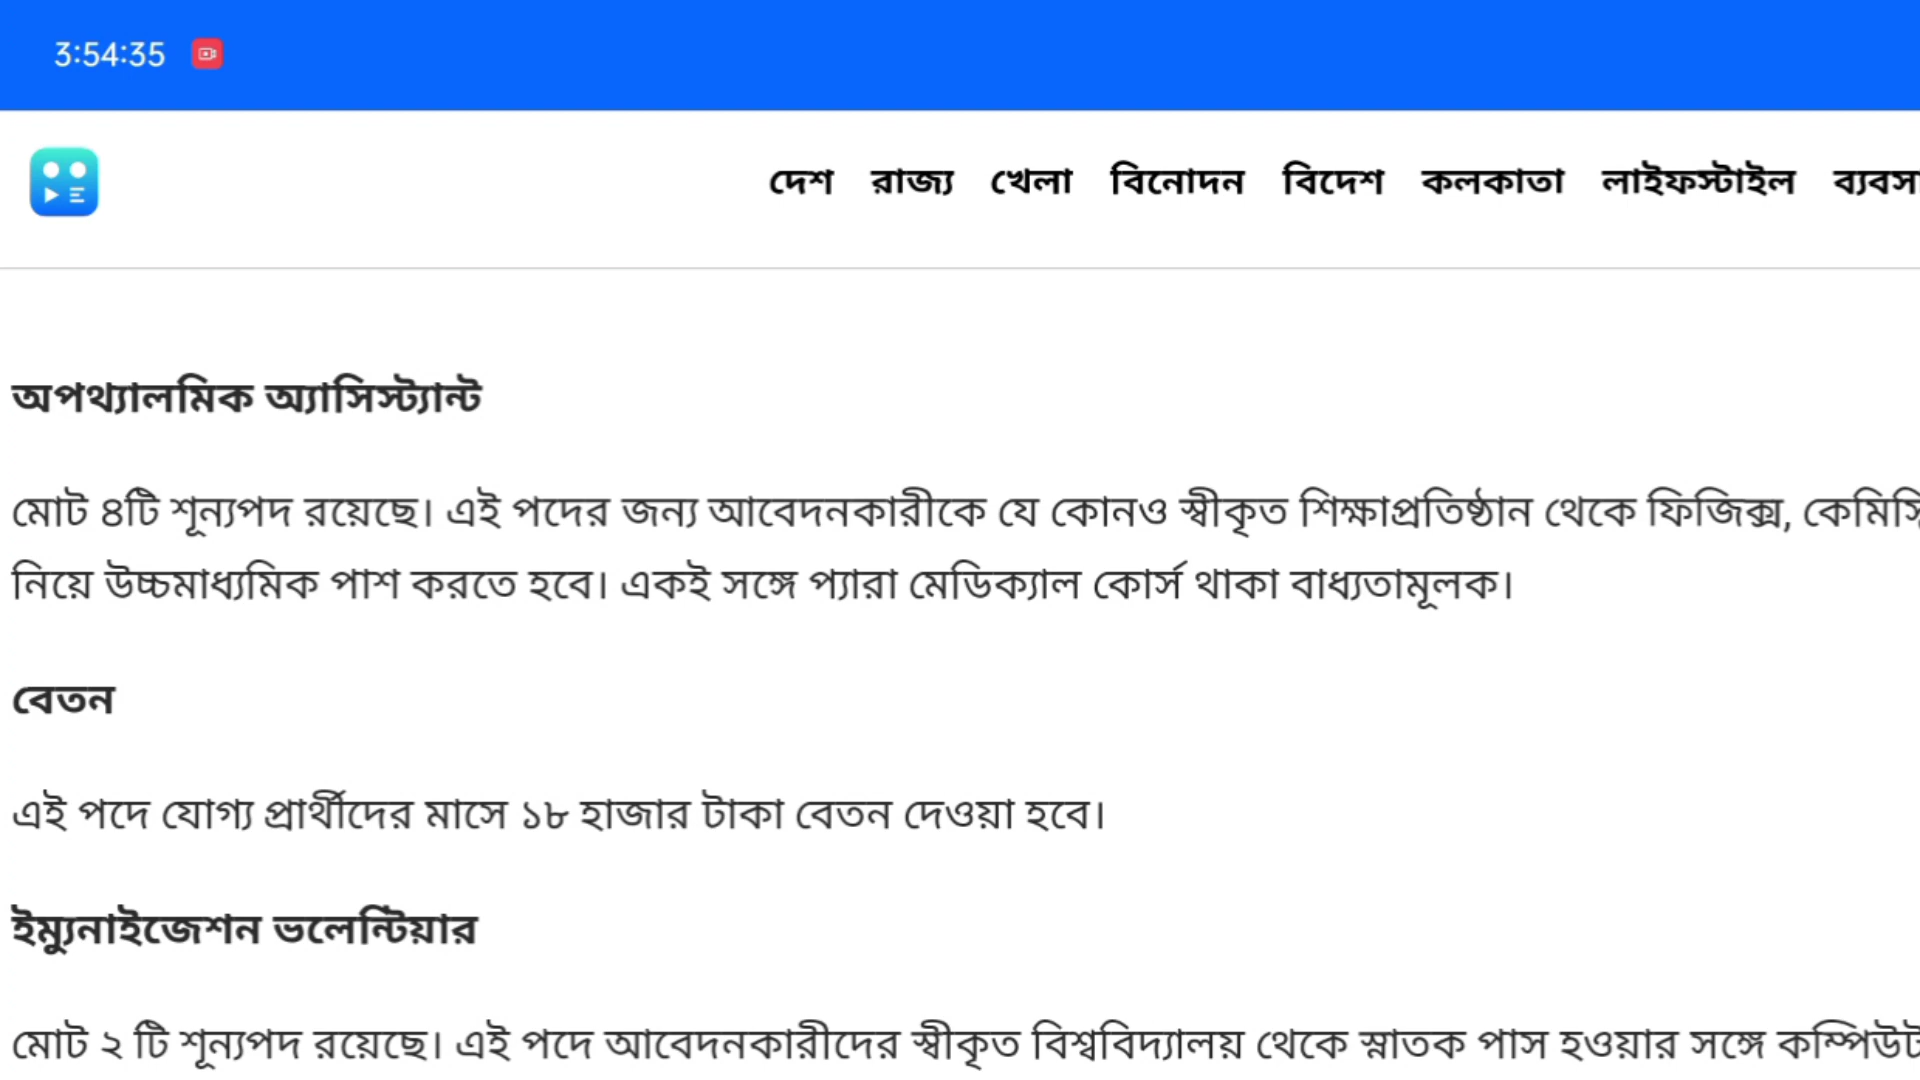 3:54:35
দেশ রাজ্য খেলা বিনোদন বিদেশ কলকাতা লাইফস্টাইল
অপথ্যালমিক অ্যাসিস্ট্যান্ট
মোট ৪টি শূন্যপদ রয়েছে। এই পদের জন্য আবেদনকারীকে যে কোনও স্বীকৃত শিক্ষাপ্রতিষ্ঠান থেকে ফিজিক্স,
নিয়ে উচ্চমাধ্যমিক পাশ করতে হবে। একই সঙ্গে প্যারা মেডিক্যাল কোর্স থাকা বাধ্যতামূলক।
বেতন
এই পদে যোগ্য প্রার্থীদের মাসে ১৮ হাজার টাকা বেতন দেওয়া হবে।
ইম্যুনাইজেশন ভলেন্টিয়ার
মোট ২ টি শূন্যপদ রয়েছে। এই পদে আবেদনকারীদের স্বীকৃত বিশ্ববিদ্যালয় থেকে স্নাতক পাস হওয়ার সঙ্গে